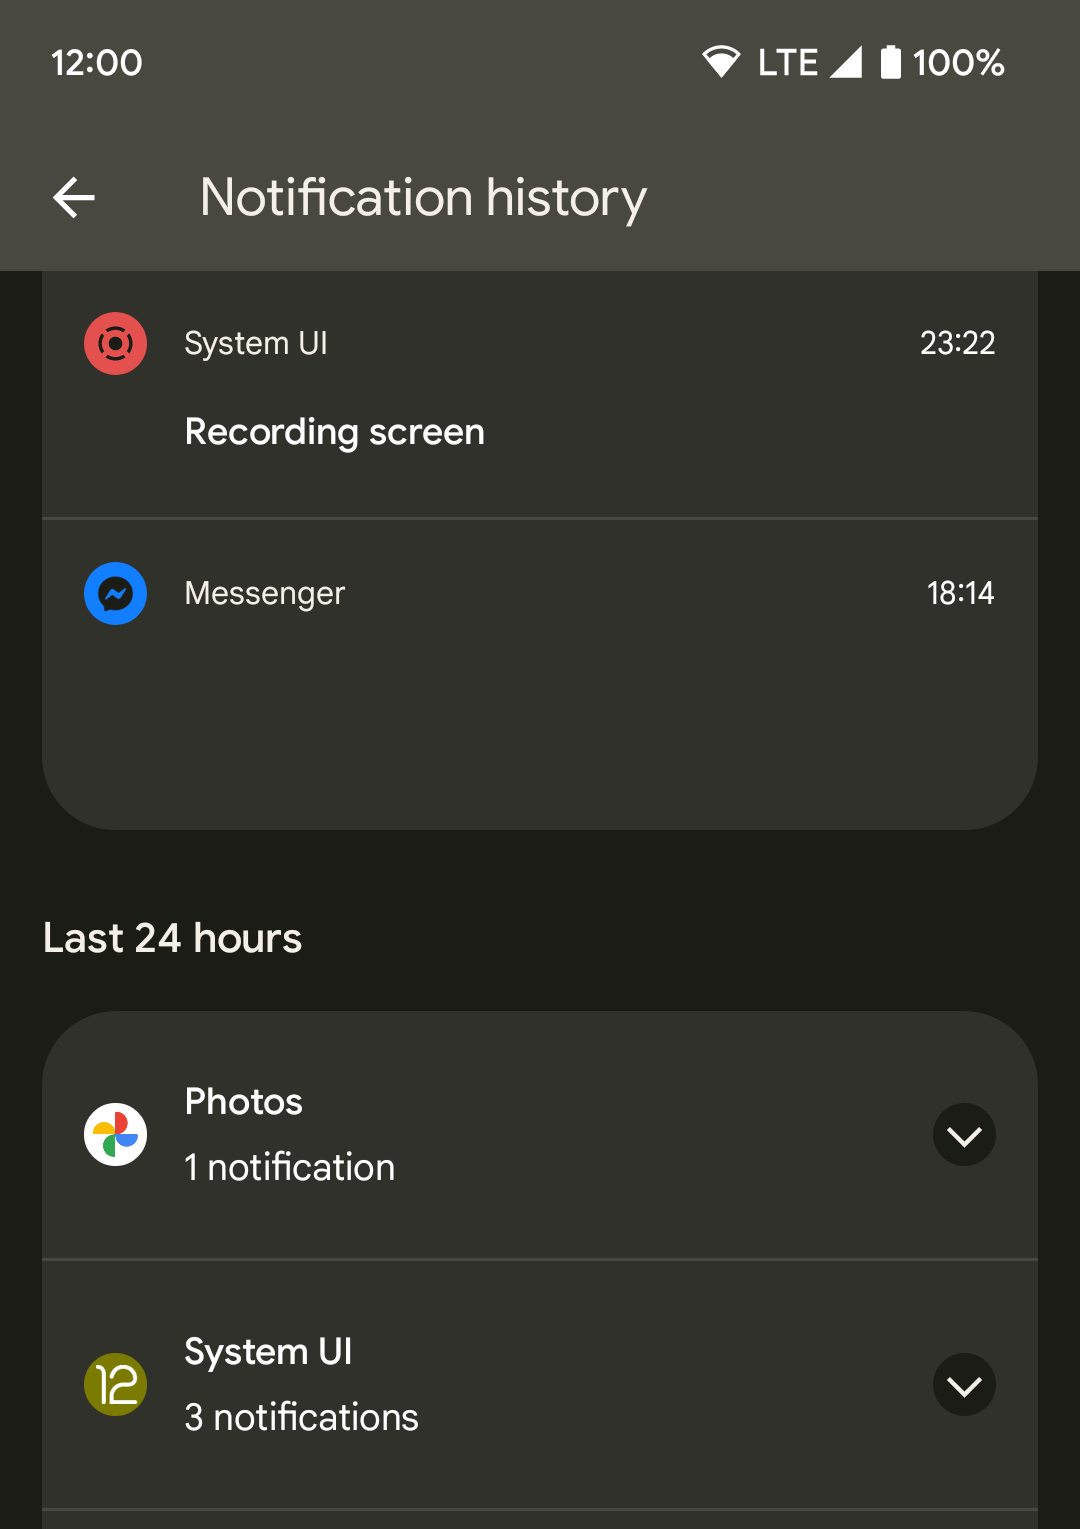 12:00 LTE 100%
Notification history
System UI 23:22
Recording screen
Messenger 18:14
Last 24 hours
Photos
1 notification
12
System UI
3 notifications